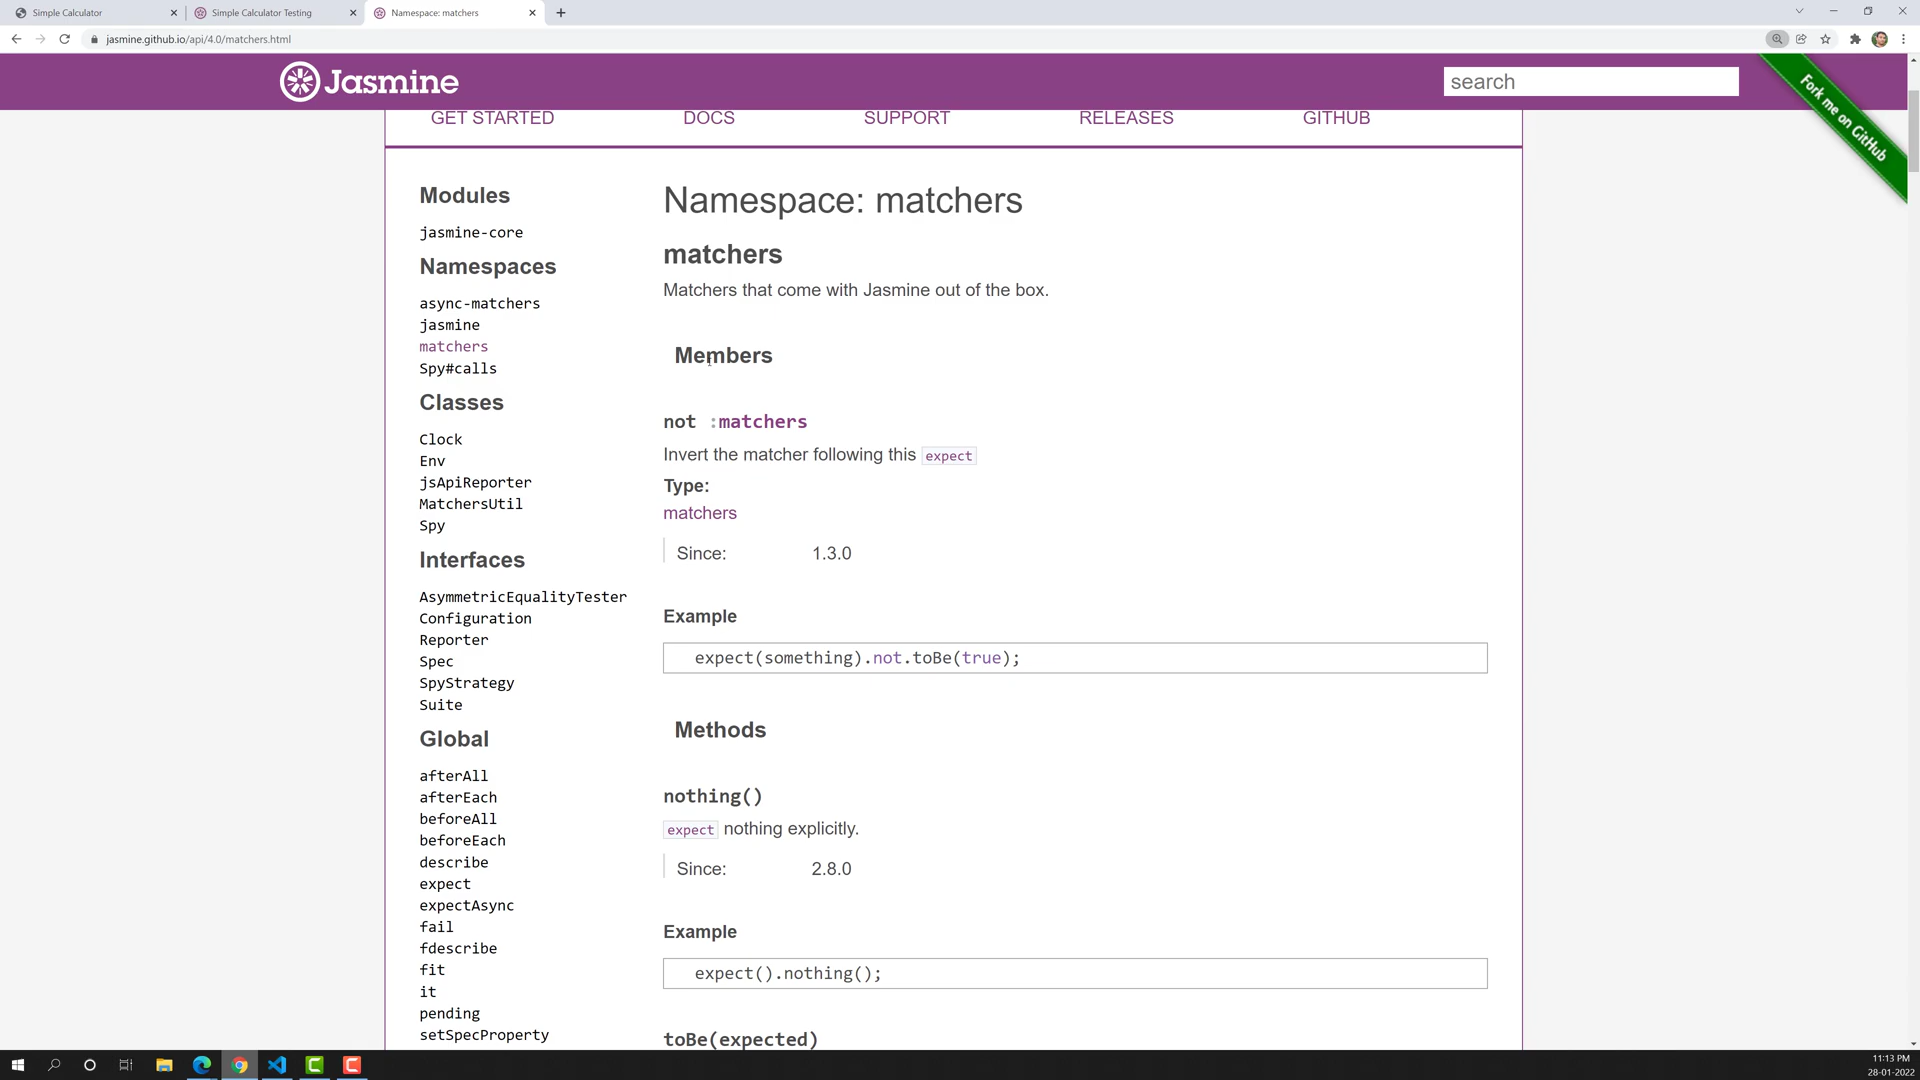 Simple Calculator
Simple Calculator Testing
Namespace: matchers
jasmine.github.io/api/4.0/matchers.html
Jasmine
search
Fork me on GitHub
GET STARTED
DOCS
SUPPORT
RELEASES
GITHUB
Modules
jasmine-core
Namespaces
async-matchers
jasmine
matchers
Spy#calls
Classes
Clock
Env
jsApiReporter
MatchersUtil
Spy
Interfaces
AsymmetricEqualityTester
Configuration
Reporter
Spec
SpyStrategy
Suite
Global
afterAll
afterEach
beforeAll
beforeEach
describe
expect
expectAsync
fail
fdescribe
fit
it
pending
setSpecProperty
Namespace: matchers
matchers
Matchers that come with Jasmine out of the box.
Members
not :matchers
Invert the matcher following this expect
Type:
matchers
Since: 1.3.0
Example
expect(something).not.toBe(true);
Methods
nothing()
expect nothing explicitly.
Since: 2.8.0
Example
expect().nothing();
toBe(expected)
11:13 PM
28-01-2022